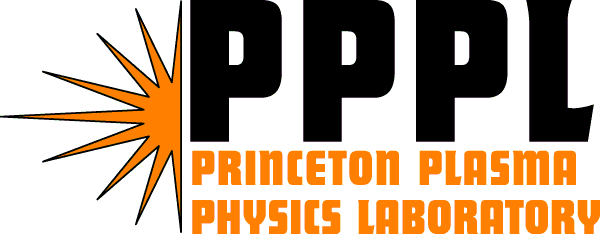 PPPL
PRINCETON PLASMA
PHYSICS LABORATORY